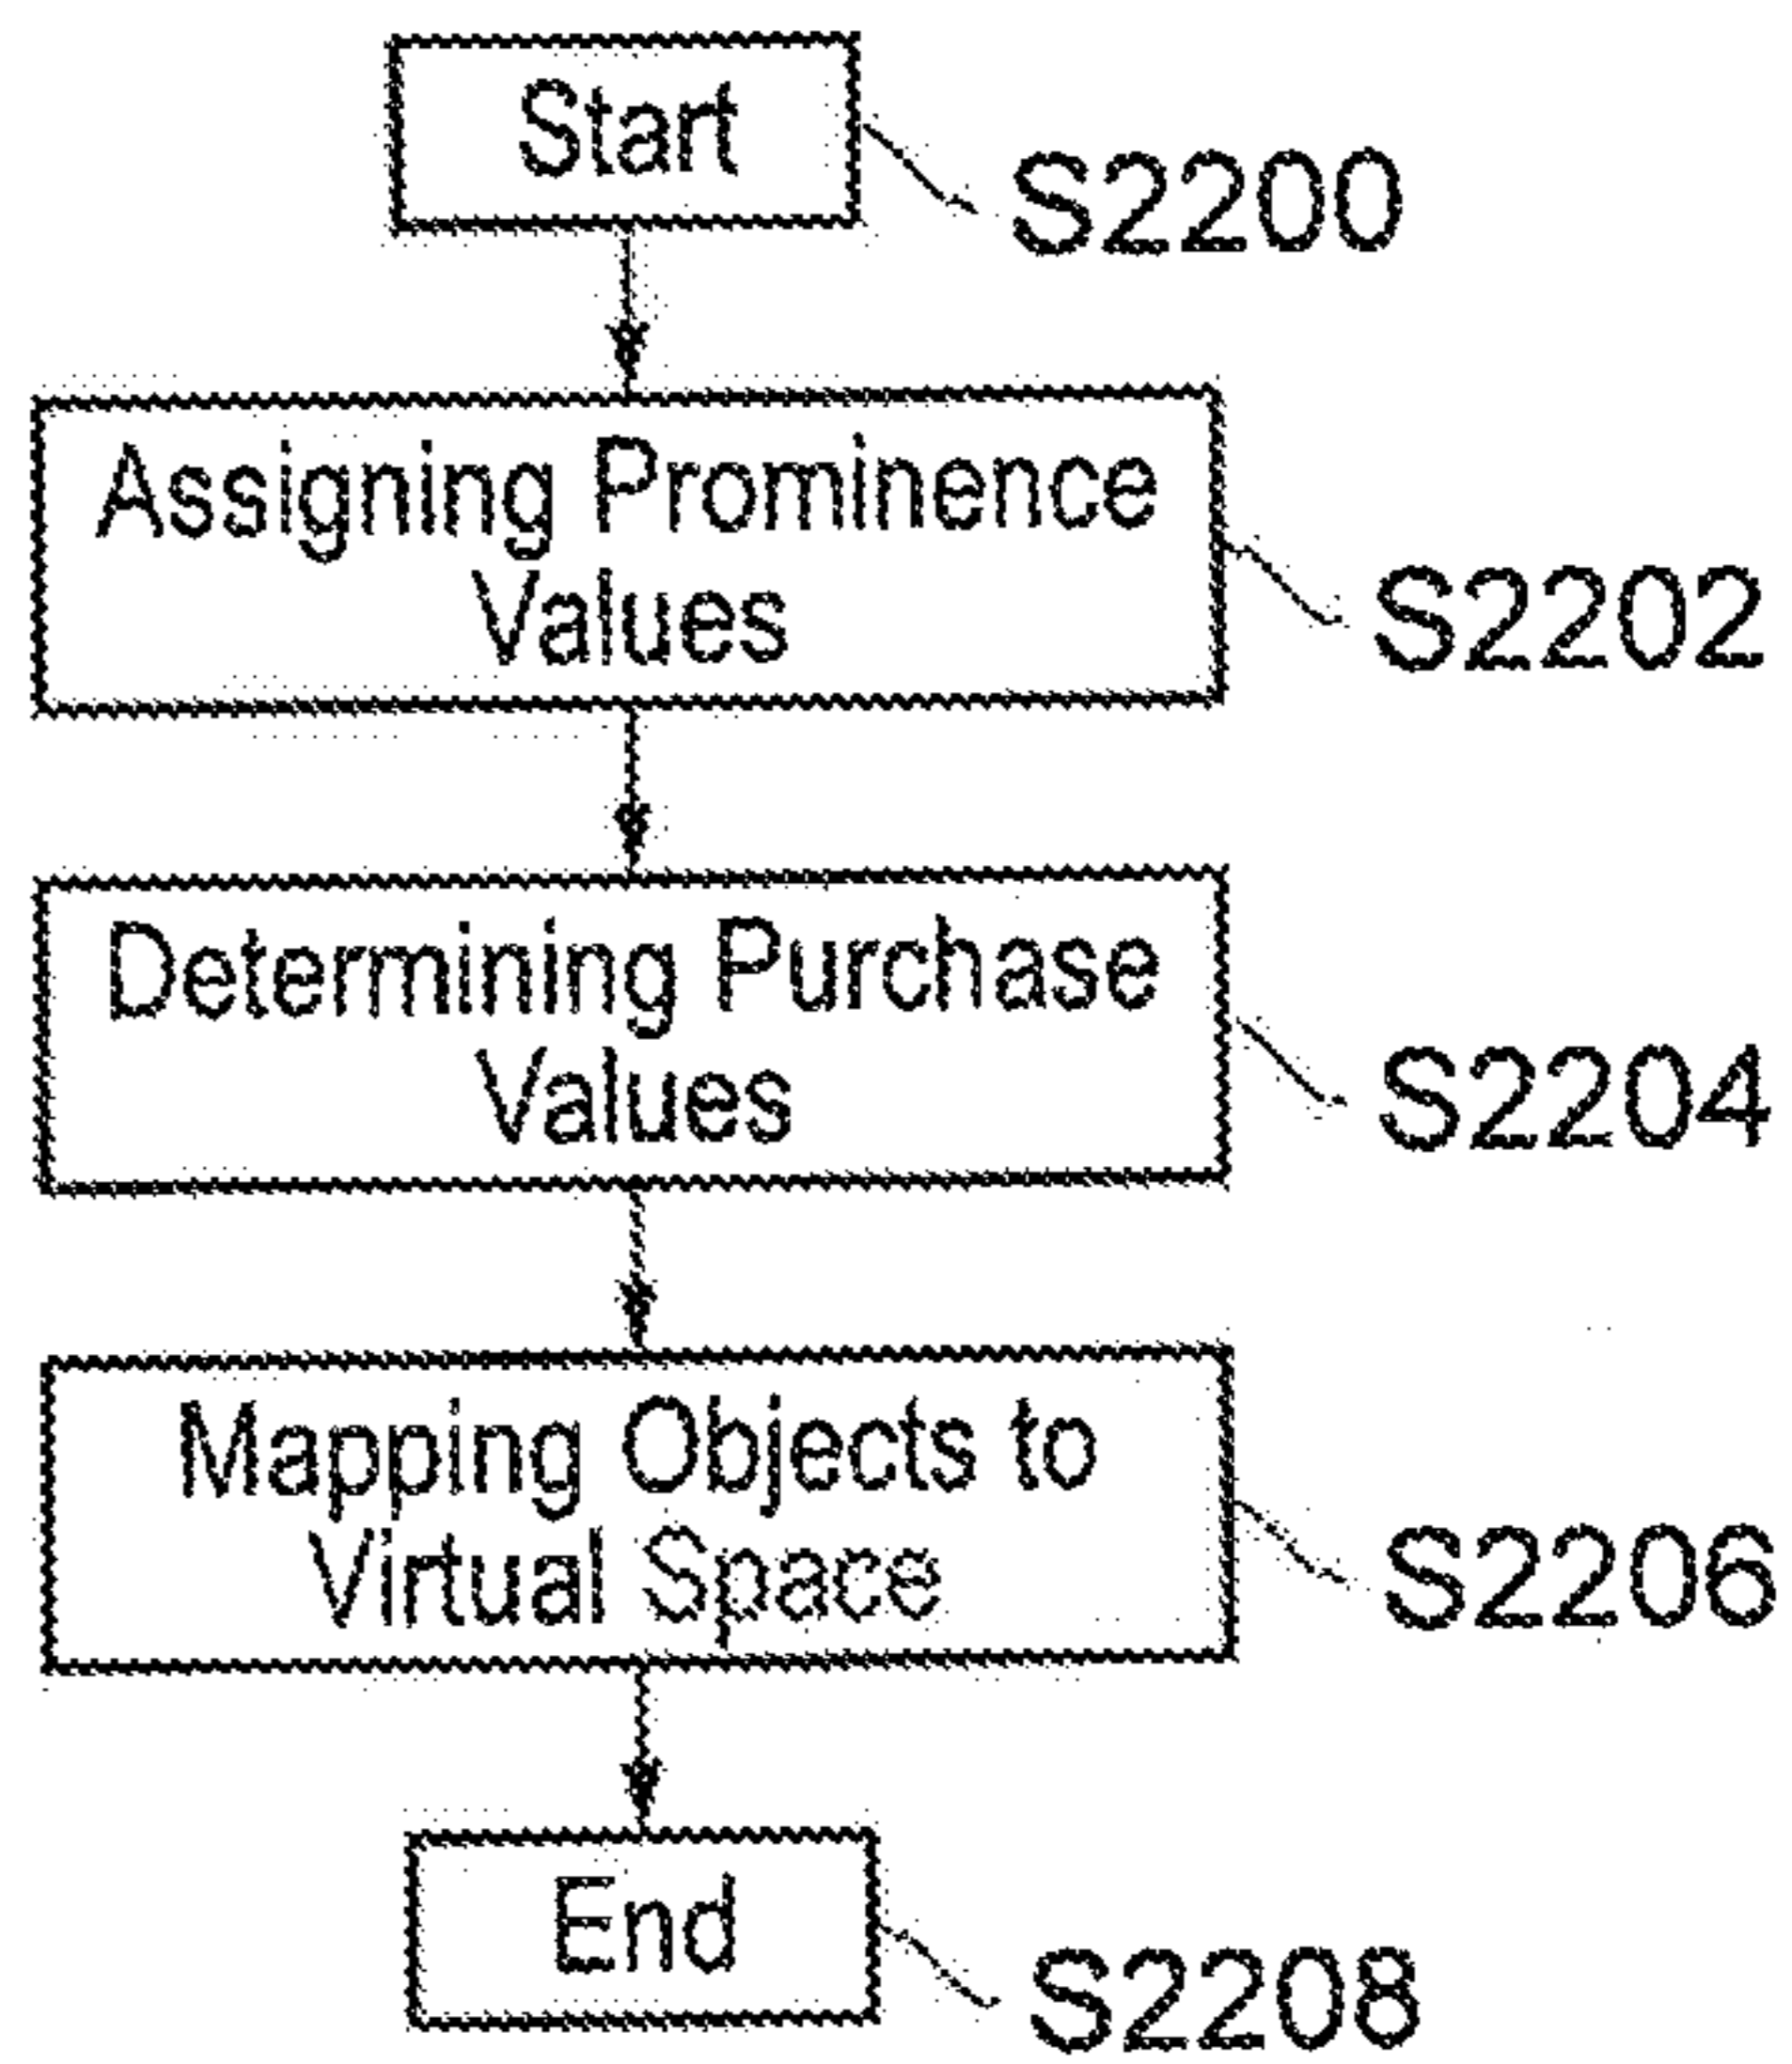 Start
S2200
Assigning Prominence
Values
S2202
Determining Purchase
Values
S2204
Mapping Objects to
Virtual Space
S2206
End
S2208